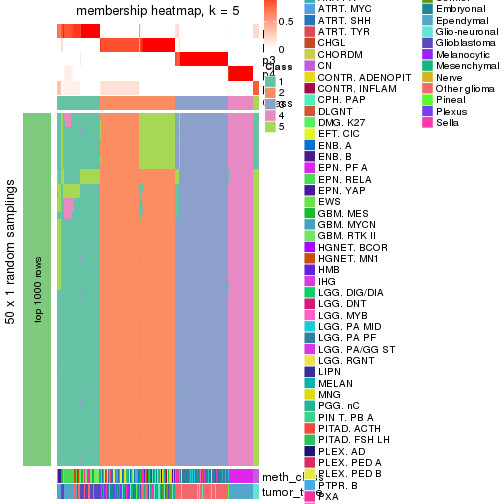 membership heatmap, k = 5
0.5
0
p3
p4
Class
1
2
3
4
5
50 x 1 random samplings
top 1000 rows
meth_cl
tumor_t
ATRT. MYC
ATRT. SHH
ATRT. TYR
CHGL
CHORDM
CN
CONTR. ADENOPIT
CONTR. INFLAM
CPH. PAP
DLGNT
DMG. K27
EFT. CIC
ENB. A
ENB. B
EPN. PF A
EPN. RELA
EPN. YAP
EWS
GBM. MES
GBM. MYCN
GBM. RTK II
HGNET. BCOR
HGNET. MN1
HMB
IHG
LGG. DIG/DIA
LGG. DNT
LGG. MYB
LGG. PA MID
LGG. PA PF
LGG. PA/GG ST
LGG. RGNT
LIPN
MELAN
MNG
PGG. nC
PIN T. PB A
PITAD. ACTH
PITAD. FSH LH
PLEX. AD
PLEX. PED A
PLEX. PED B
PTPR. B
PXA
Embryonal
Ependymal
Glio-neuronal
Glioblastoma
Melanocytic
Mesenchymal
Nerve
Other glioma
Pineal
Plexus
Sella